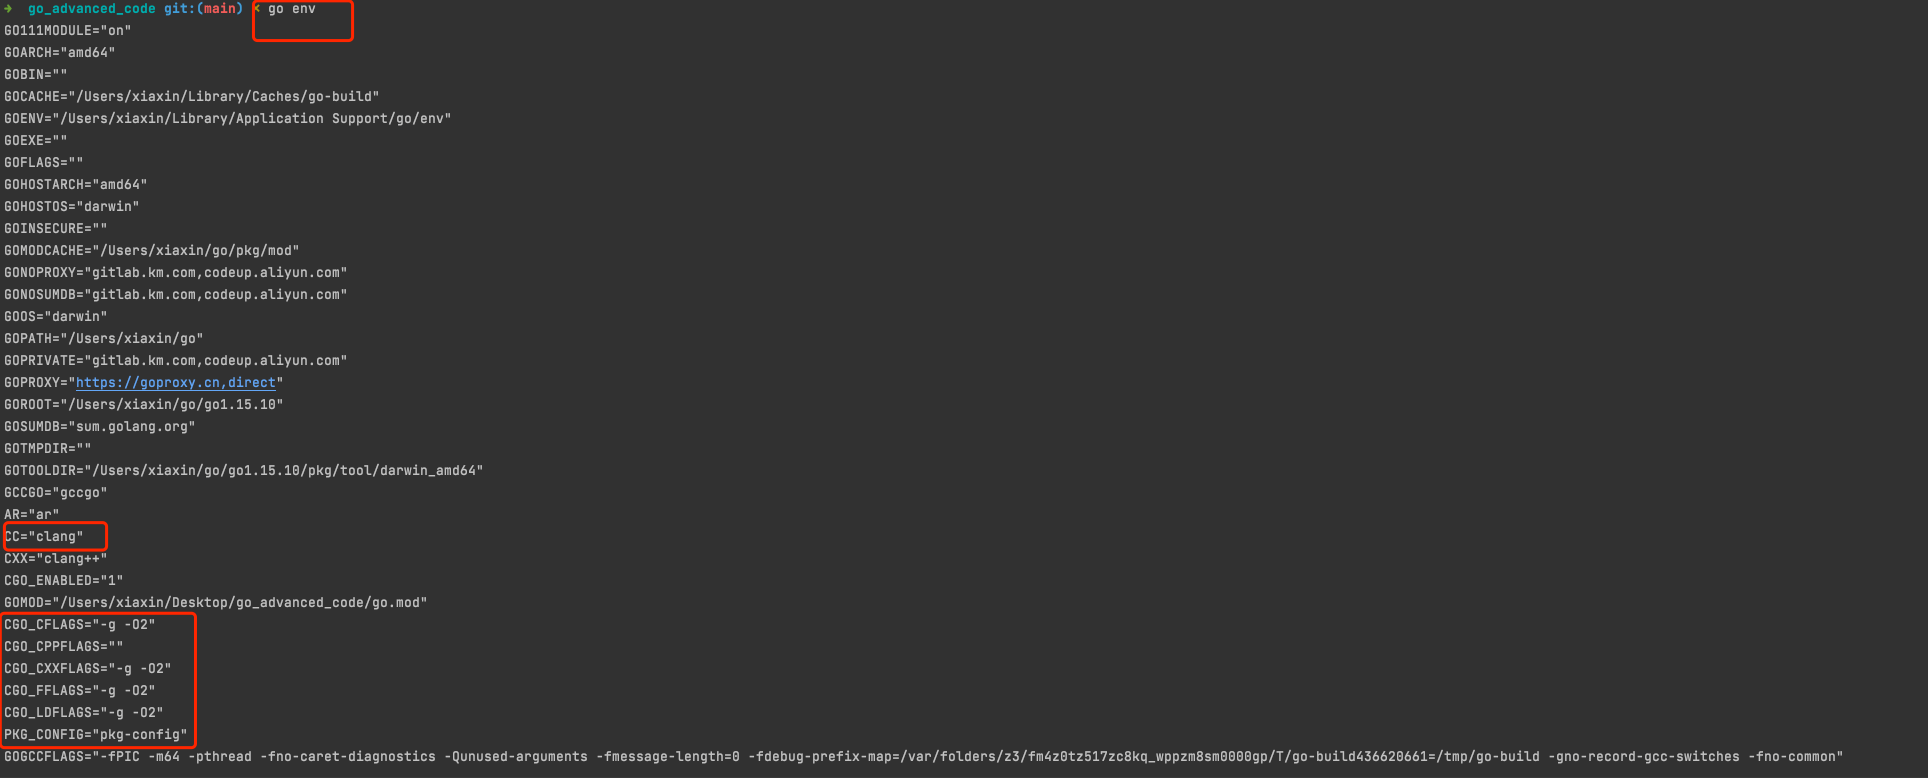 ➜ go_advanced_code git:(main) × go env
GO111MODULE="on"
GOARCH="amd64"
GOBIN=""
GOCACHE="/Users/xiaxin/Library/Caches/go-build"
GOENV="/Users/xiaxin/Library/Application Support/go/env"
GOEXE=""
GOFLAGS=""
GOHOSTARCH="amd64"
GOHOSTOS="darwin"
GOINSECURE=""
GOMODCACHE="/Users/xiaxin/go/pkg/mod"
GONOPROXY="gitlab.km.com,codeup.aliyun.com"
GONOSUMDB="gitlab.km.com,codeup.aliyun.com"
GOOS="darwin"
GOPATH="/Users/xiaxin/go"
GOPRIVATE="gitlab.km.com,codeup.aliyun.com"
GOPROXY="https://goproxy.cn,direct"
GOROOT="/Users/xiaxin/go/go1.15.10"
GOSUMDB="sum.golang.org"
GOTMPDIR=""
GOTOOLDIR="/Users/xiaxin/go/go1.15.10/pkg/tool/darwin_amd64"
GCCGO="gccgo"
AR="ar"
CC="clang"
CXX="clang++"
CGO_ENABLED="1"
GOMOD="/Users/xiaxin/Desktop/go_advanced_code/go.mod"
CGO_CFLAGS="-g -O2"
CGO_CPPFLAGS=""
CGO_CXXFLAGS="-g -O2"
CGO_FFLAGS="-g -O2"
CGO_LDFLAGS="-g -O2"
PKG_CONFIG="pkg-config"
GOGCCFLAGS="-fPIC -m64 -pthread -fno-caret-diagnostics -Qunused-arguments -fmessage-length=0 -fdebug-prefix-map=/var/folders/z3/fm4z0tz517zc8kq_wppzm8sm0000gp/T/go-build436620661=/tmp/go-build -gno-record-gcc-switches -fno-common"